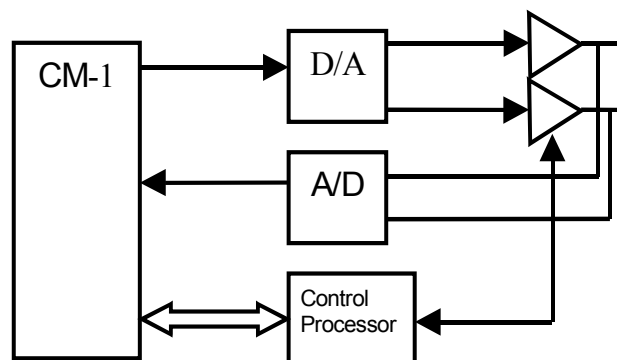 CM-1
D/A
A/D
Control
Processor